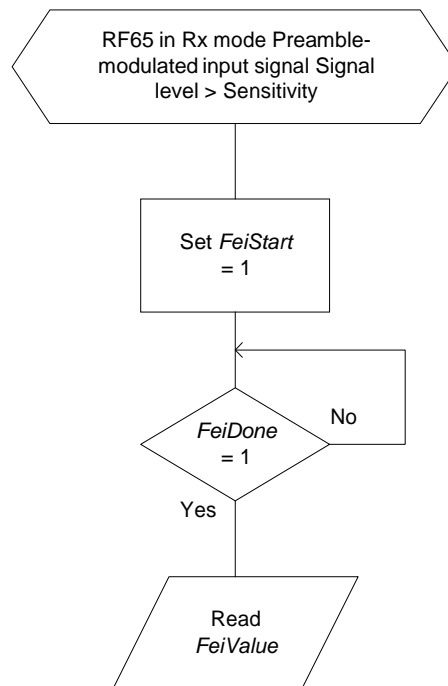 RF65 in Rx mode Preamble-
modulated input signal Signal
level > Sensitivity
Set FeiStart
= 1
FeiDone
= 1
No
Yes
Read
FeiValue